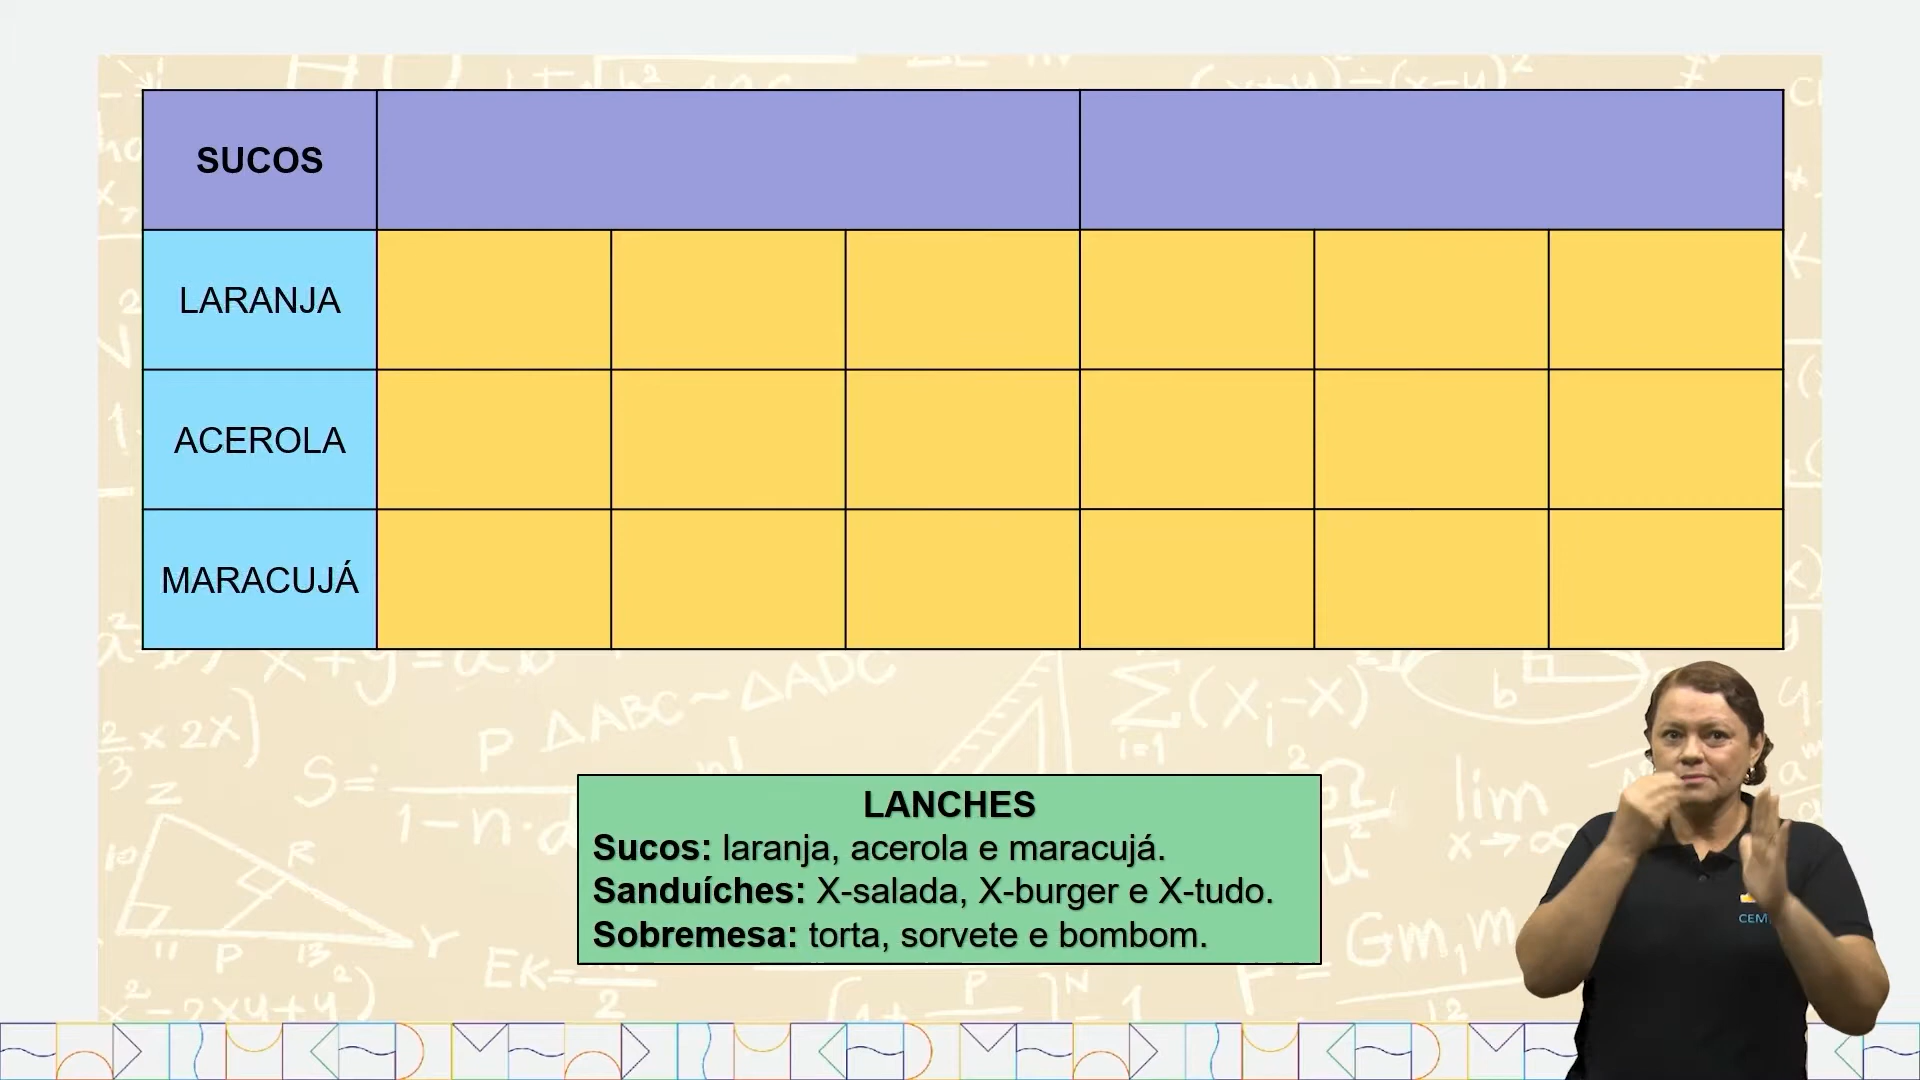 SUCOS
LARANJA
ACEROLA
MARACUJÁ
LANCHES
Sucos: laranja, acerola e maracujá.
Sanduíches: X-salada, X-burger e X-tudo.
Sobremesa: torta, sorvete e bombom.